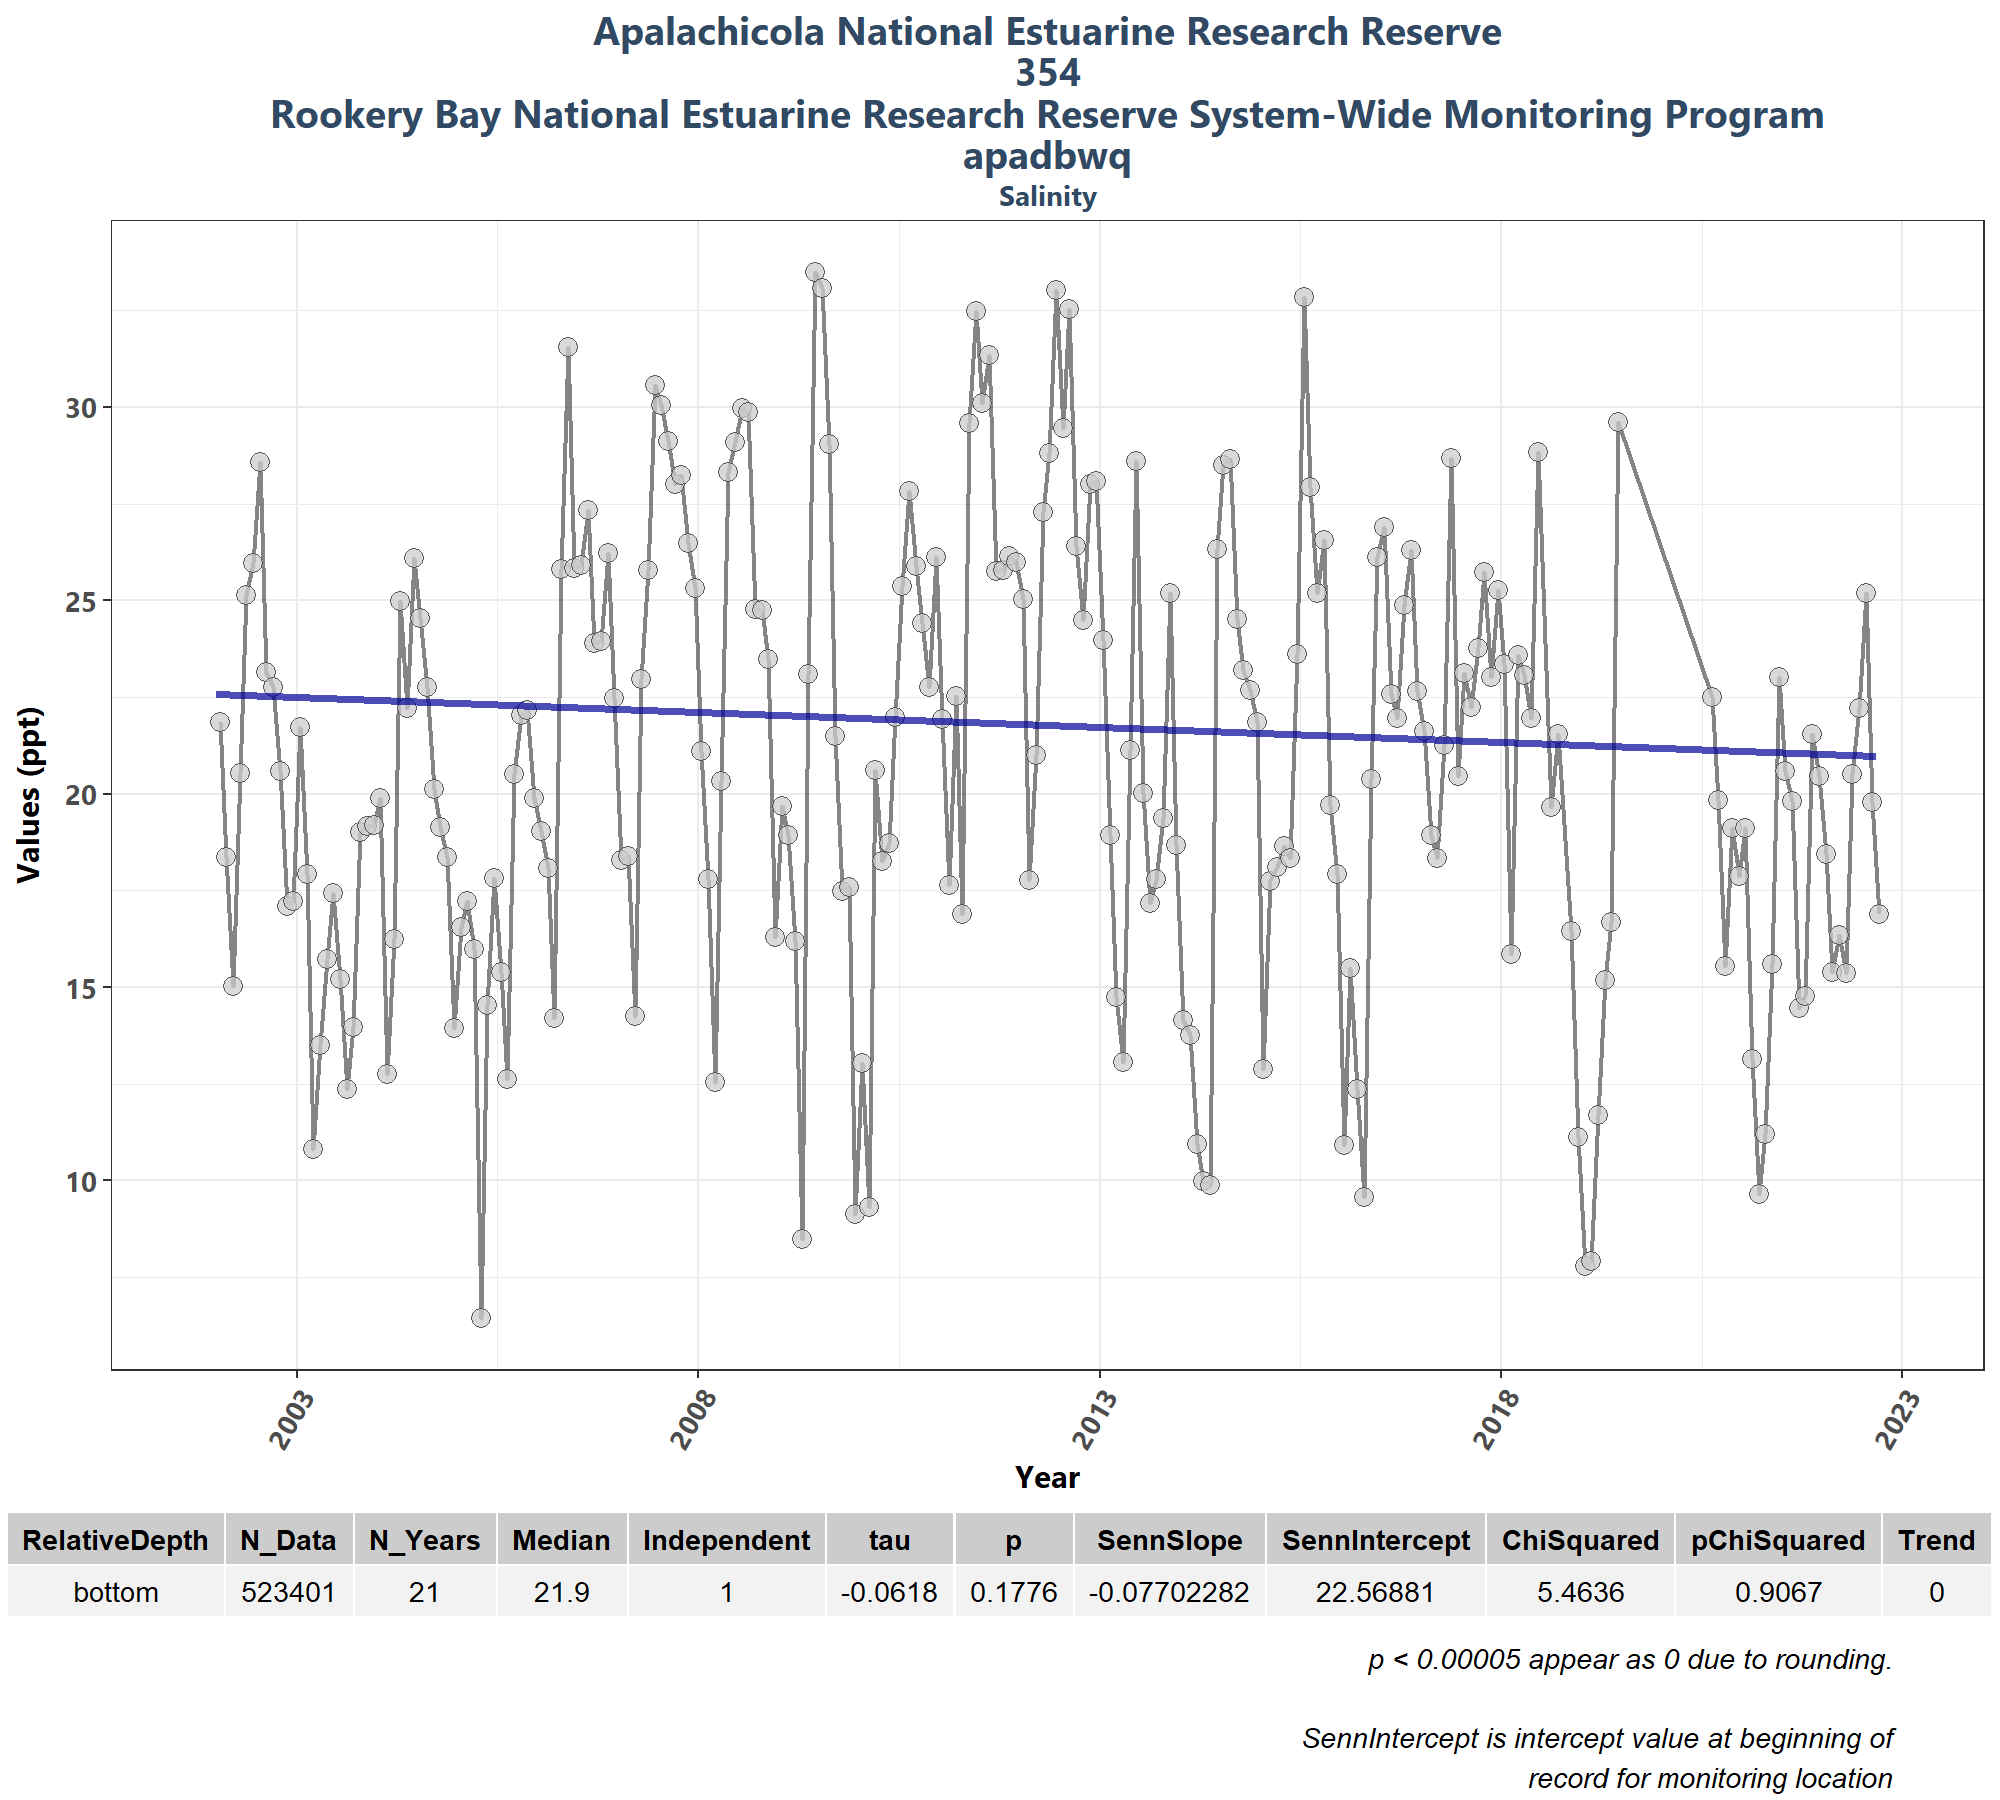 Apalachicola National Estuarine Research Reserve
354
Rookery Bay National Estuarine Research Reserve System-Wide Monitoring Program
apadbwq
Salinity
Values (ppt)
30
25
20
15
10
2003
2008
2013
2018
2023
Year
RelativeDepth N_Data N_Years Median Independent tau p SennSlope SennIntercept ChiSquared pChiSquared Trend
bottom 523401 21 21.9 1 -0.0618 0.1776 -0.07702282 22.56881 5.4636 0.9067 0
p < 0.00005 appear as 0 due to rounding.
SennIntercept is intercept value at beginning of
record for monitoring location